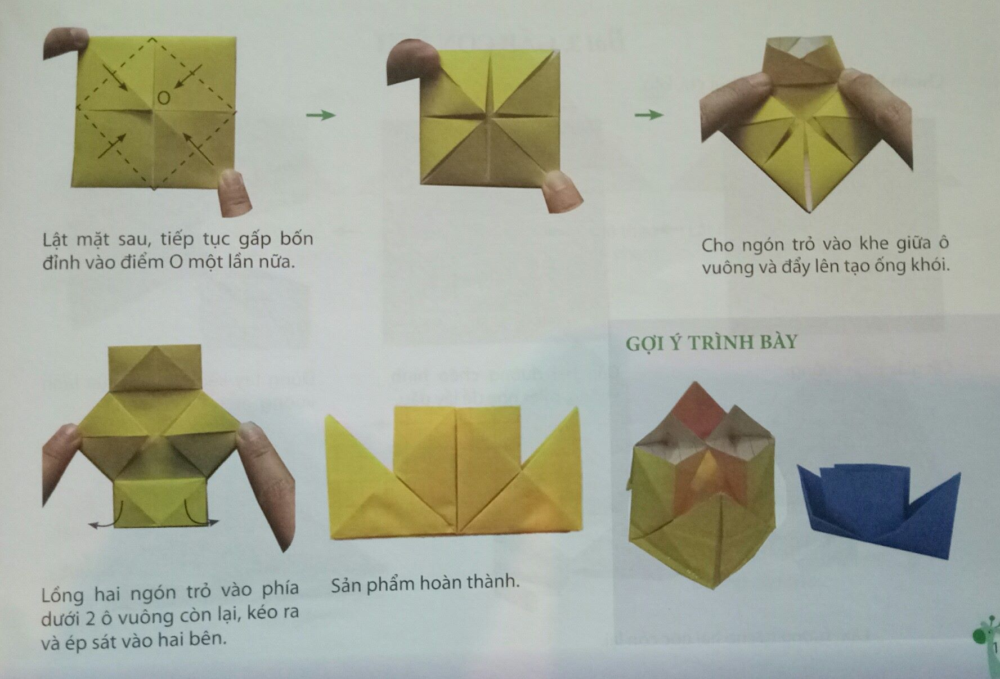 O
Lật mặt sau, tiếp tục gấp bốn
đỉnh vào điểm O một lần nữa.
Cho ngón trỏ vào khe giữa ô
vuông và đẩy lên tạo ống khói.
GỢI Ý TRÌNH BÀY
Lồng hai ngón trỏ vào phía
dưới 2 ô vuông còn lại, kéo ra
và ép sát vào hai bên.
Sản phẩm hoàn thành.